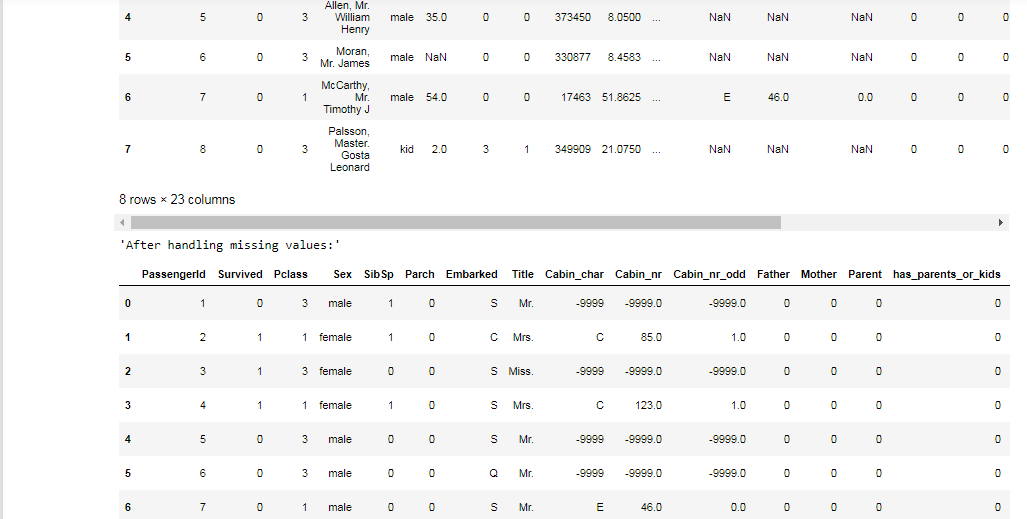 Allen, Mr.
4 5 0 3 William male 35.0 0 0 373450 8.0500 ... NaN NaN NaN 0 0 0
Henry
5 6 0 3 Moran, male NaN 0 0 330877 8.4583 ... NaN NaN NaN 0 0 0
Mr. James
McCarthy,
6 7 0 1 Mr. male 54.0 0 0 17463 51.8625 ... E 46.0 0.0 0 0 0
Timothy J
Palsson,
Master.
7 8 0 3 Gosta kid 2.0 3 1 349909 21.0750 ... NaN NaN NaN 0 0 0
Leonard
8 rows × 23 columns
'After handling missing values:'
PassengerId Survived Pclass Sex SibSp Parch Embarked Title Cabin_char Cabin_nr Cabin_nr_odd Father Mother Parent has_parents_or_kids
0 1 0 3 male 1 0 S Mr. -9999 -9999.0 -9999.0 0 0 0 0
1 2 1 1 female 1 0 C Mrs. C 85.0 1.0 0 0 0 0
2 3 1 3 female 0 0 S Miss. -9999 -9999.0 -9999.0 0 0 0 0
3 4 1 1 female 1 0 S Mrs. C 123.0 1.0 0 0 0 0
4 5 0 3 male 0 0 S Mr. -9999 -9999.0 -9999.0 0 0 0 0
5 6 0 3 male 0 0 Q Mr. -9999 -9999.0 -9999.0 0 0 0 0
6 7 0 1 male 0 0 S Mr. E 46.0 0.0 0 0 0 0